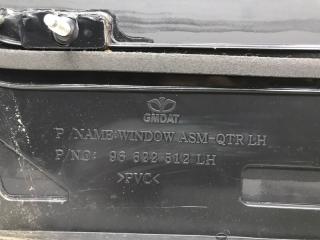 GMDAT
P/NAME:WINDOW ASM-QTR LH
P/NO: 96 622 512 LH
>PVC<